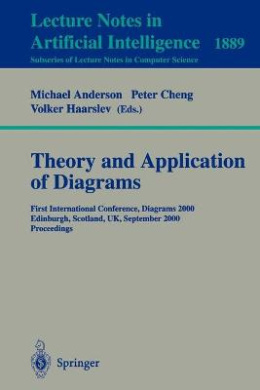 Lecture Notes in
Artificial Intelligence 1889
Subseries of Lecture Notes in Computer Science
Michael Anderson Peter Cheng
Volker Haarslev (Eds.)
Theory and Application
of Diagrams
First International Conference, Diagrams 2000
Edinburgh, Scotland, UK, September 2000
Proceedings
Springer